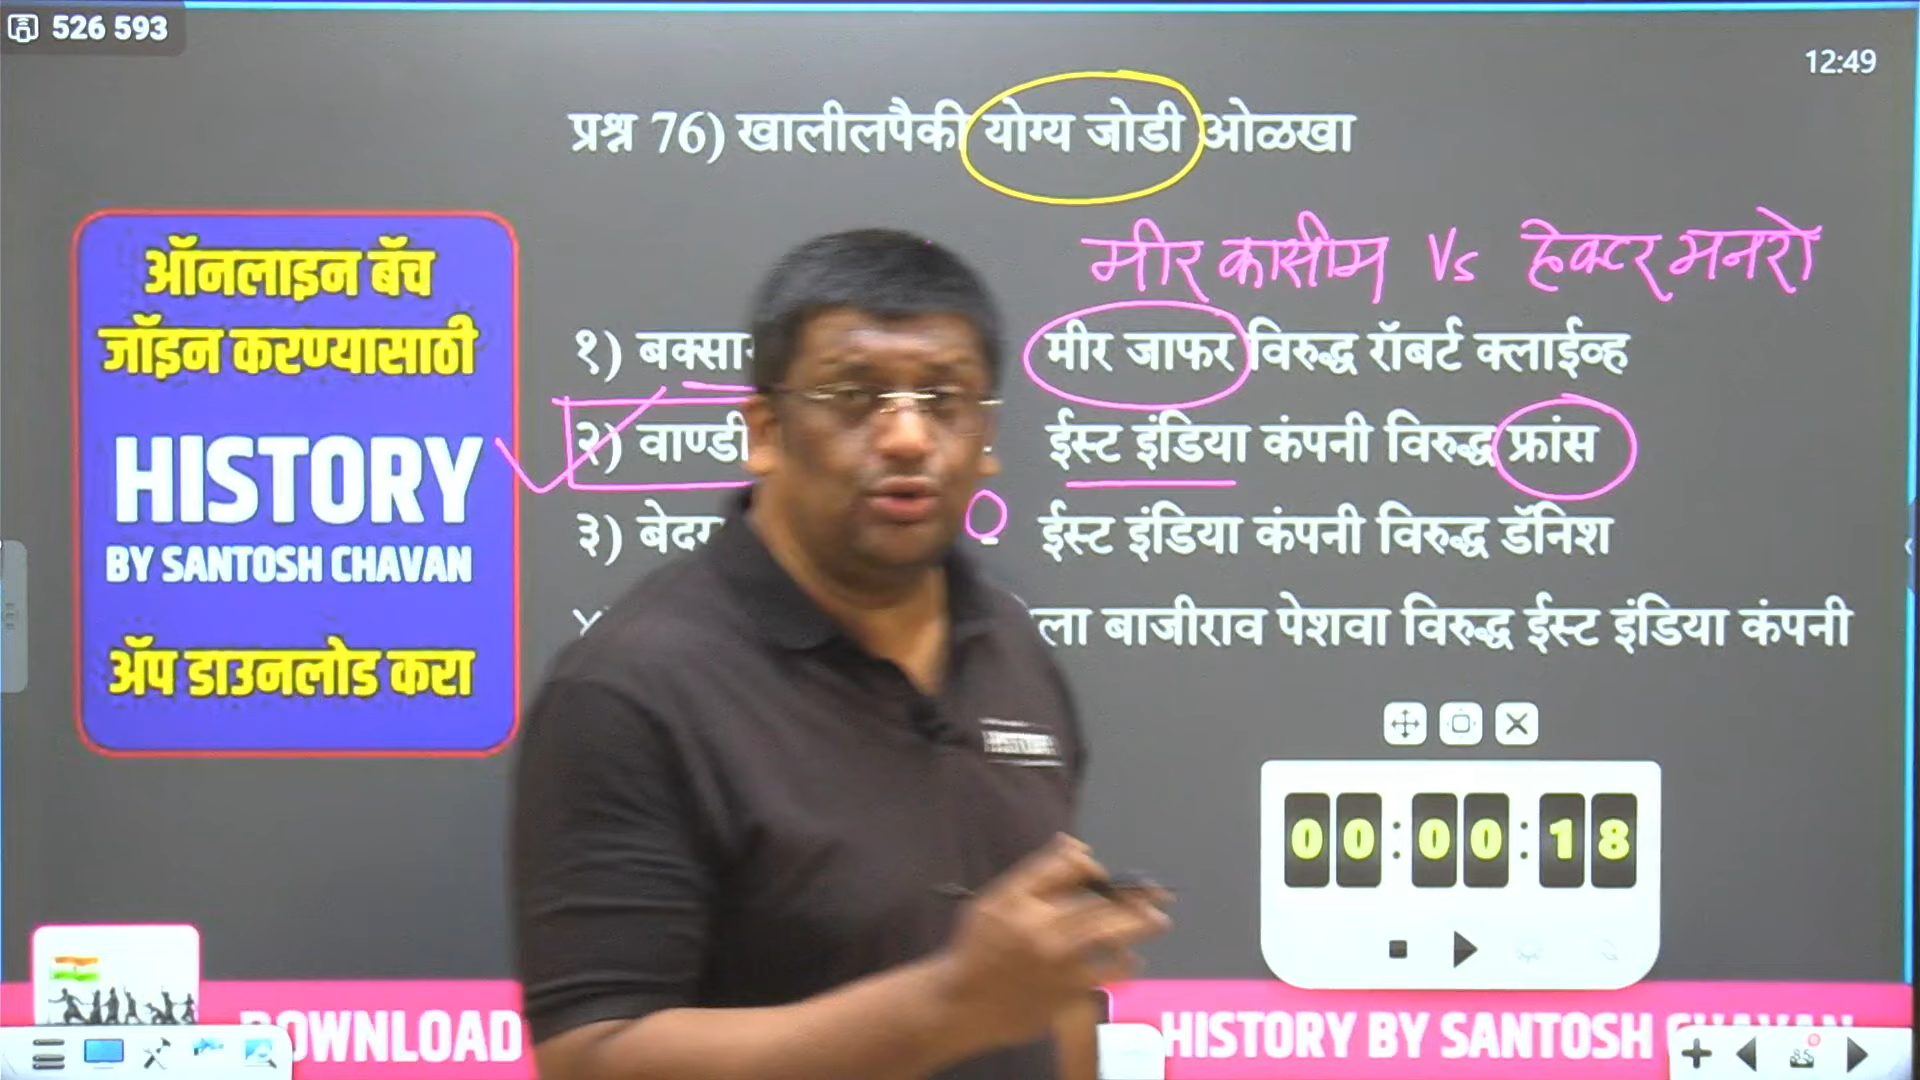 526 593
12:49
प्रश्न 76) खालीलपैकी योग्य जोडी ओळखा
मीर कासीम Vs हेक्टर मनरो
१) मीर जाफर विरुद्ध रॉबर्ट क्लाईव्ह
२) ईस्ट इंडिया कंपनी विरुद्ध फ्रांस
३) - ईस्ट इंडिया कंपनी विरुद्ध डॅनिश
बाजीराव पेशवा विरुद्ध ईस्ट इंडिया कंपनी
ऑनलाइन बॅच
जॉइन करण्यासाठी
HISTORY
BY SANTOSH CHAVAN
ॲप डाउनलोड करा
00:00:18
DOWNLOAD
HISTORY BY SANTOSH CHAVAN